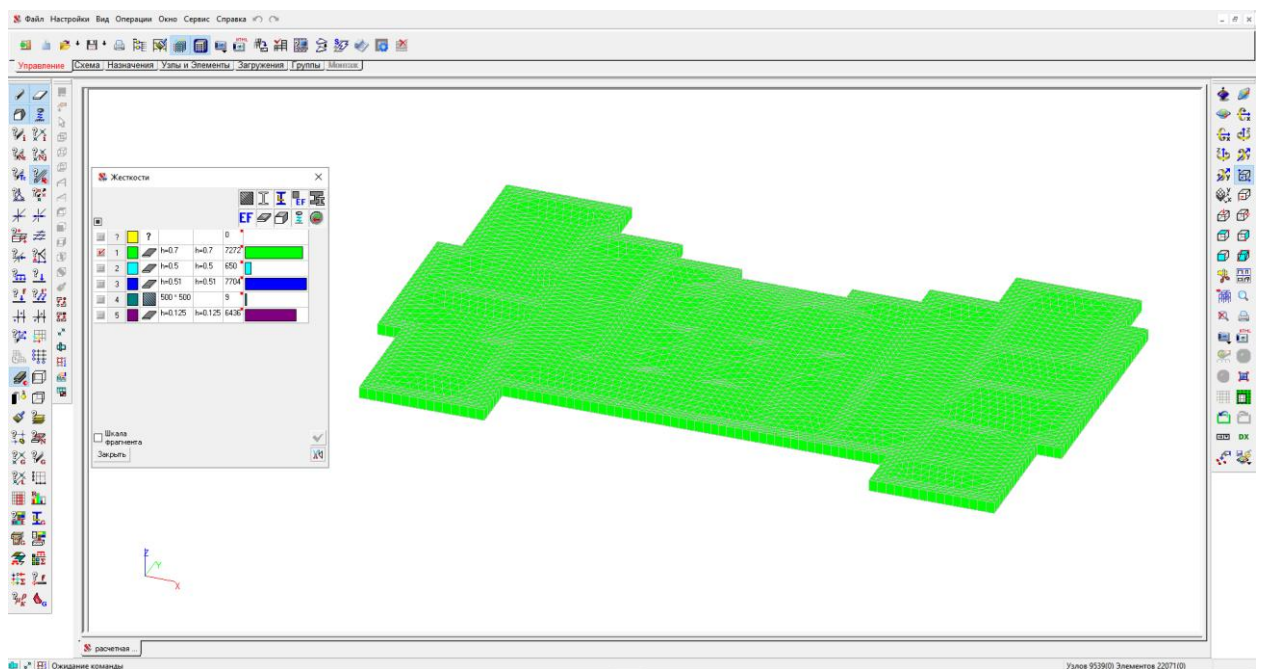 Файл Настройки Вид Операции Окно Сервис Справка
Управление Схема Назначения Узлы и Элементы Загружения Группы Монтаж
Жесткости
EF
EF
? ? 0
1 h=0.7 h=0.7 7272
2 h=0.5 h=0.5 650
3 h=0.51 h=0.51 7704
4 500 * 500 9
5 h=0.125 h=0.125 6436
Шкала
фрагмента
Закрыть
Z
Y
X
DX
расчетная ...
Ожидание команды Узлов 9539(0) Элементов 22071(0)